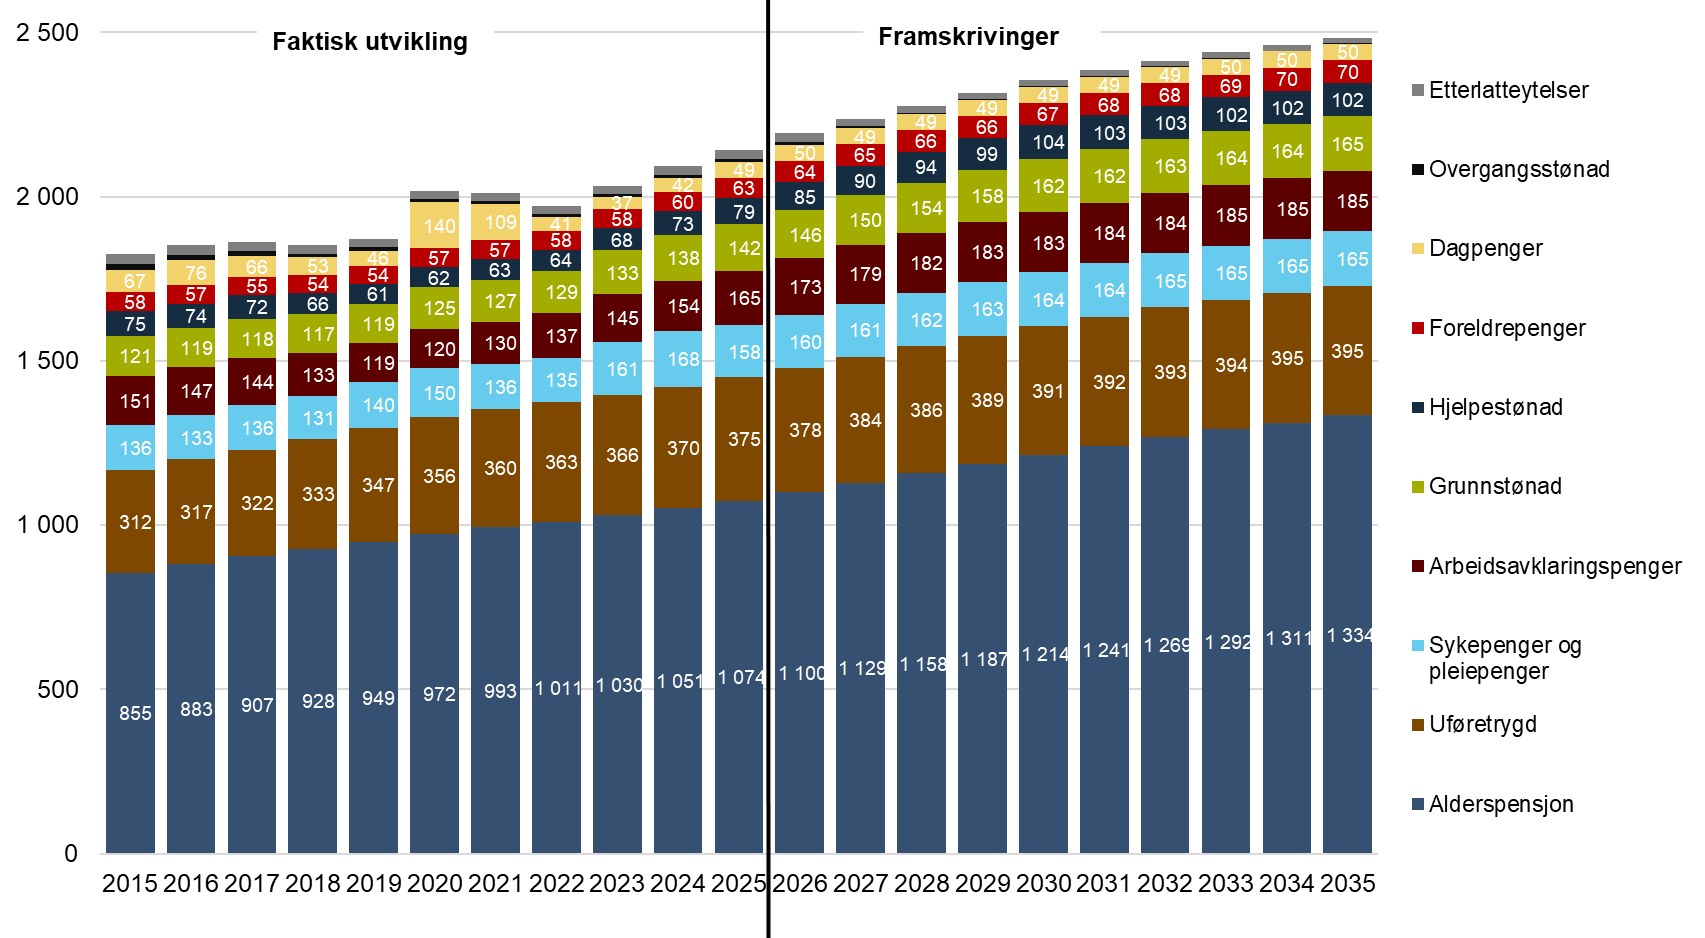 Faktisk utvikling
Framskrivinger
2 500
2 000
1 500
1 000
500
0
67 76 66 53 46 140 109 41 37 42 49 50 49 49 49 49 49 49 50 50 50
58 57 55 54 54 57 57 58 58 60 63 64 65 66 66 67 68 68 69 70 70
75 74 72 66 61 62 63 64 68 73 79 85 90 94 99 104 103 103 102 102 102
121 119 118 117 119 125 127 129 133 138 142 146 150 154 158 162 162 163 164 164 165
151 147 144 133 119 120 130 137 145 154 165 173 179 182 183 183 184 184 185 185 185
136 133 136 131 140 150 136 135 161 168 158 160 161 162 163 164 164 165 165 165 165
312 317 322 333 347 356 360 363 366 370 375 378 384 386 389 391 392 393 394 395 395
855 883 907 928 949 972 993 1 011 1 030 1 051 1 074 1 100 1 129 1 158 1 187 1 214 1 241 1 269 1 292 1 311 1 334
2015 2016 2017 2018 2019 2020 2021 2022 2023 2024 2025 2026 2027 2028 2029 2030 2031 2032 2033 2034 2035
Etterlatteytelser
Overgangsstønad
Dagpenger
Foreldrepenger
Hjelpestønad
Grunnstønad
Arbeidsavklaringspenger
Sykepenger og
pleiepenger
Uføretrygd
Alderspensjon